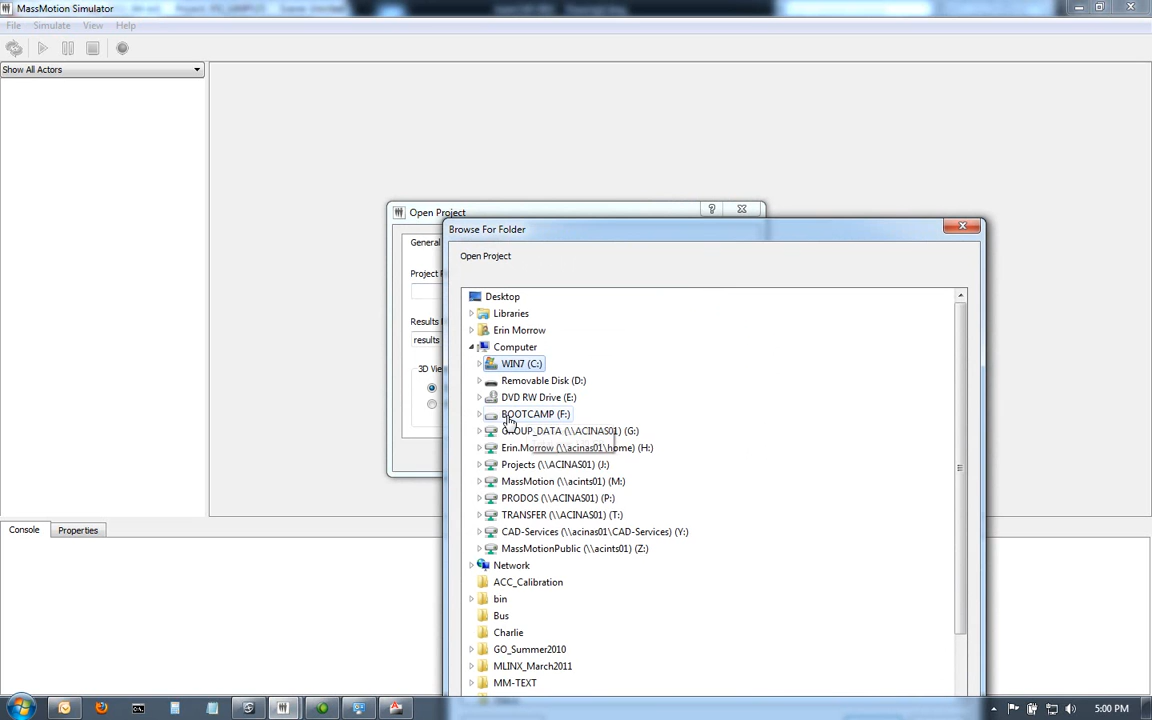 MassMotion Simulator
File Simulate View Help
Show All Actors
Open Project
General
Project
Results
results
3D Vie
Browse For Folder
Open Project
Desktop
Libraries
Erin Morrow
Computer
WIN7 (C:)
Removable Disk (D:)
DVD RW Drive (E:)
BOOTCAMP (F:)
GROUP_DATA (\\ACINAS01) (G:)
Erin.Morrow (\\acinas01\home) (H:)
Projects (\\ACINAS01) (J:)
MassMotion (\\acints01) (M:)
PRODOS (\\ACINAS01) (P:)
TRANSFER (\\ACINAS01) (T:)
CAD-Services (\\acinas01\CAD-Services) (Y:)
MassMotionPublic (\\acints01) (Z:)
Network
ACC_Calibration
bin
Bus
Charlie
GO_Summer2010
MLINX_March2011
MM-TEXT
Console Properties
5:00 PM